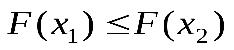 F(x₁) ≤ F(x₂)